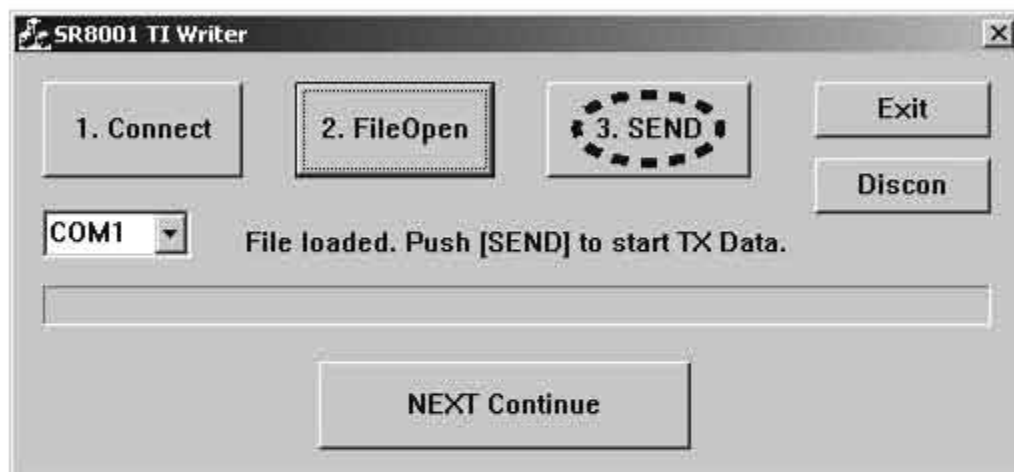 SR8001 TI Writer
1. Connect
2. FileOpen
3. SEND
Exit
Discon
COM1
File loaded. Push [SEND] to start TX Data.
NEXT Continue